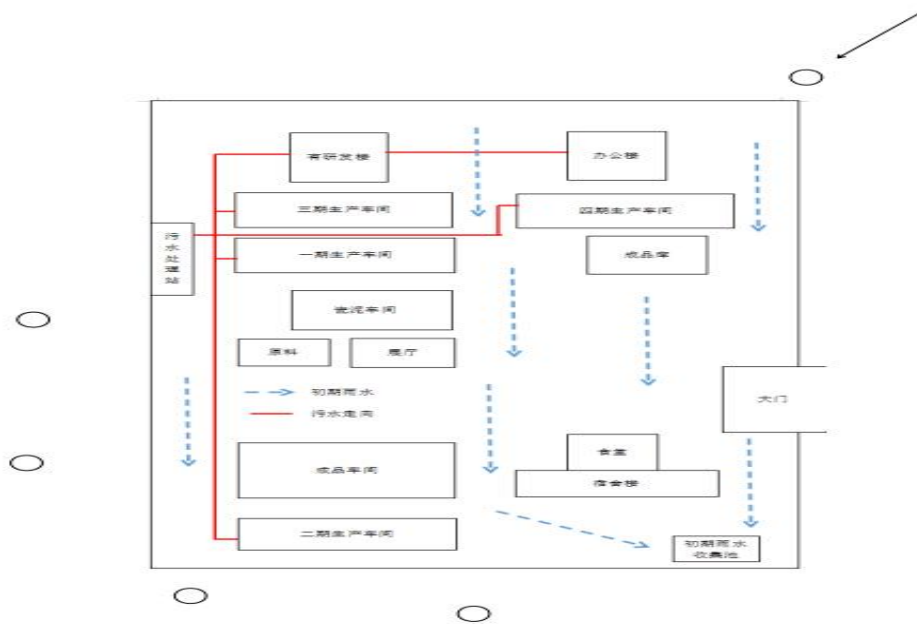 有研发楼
办公楼
三期生产车间
四期生产车间
污水处理站
一期生产车间
成品库
瓷泥车间
原料
展厅
初期雨水
大门
污水走向
食堂
成品车间
宿舍楼
二期生产车间
初期雨水
收集池